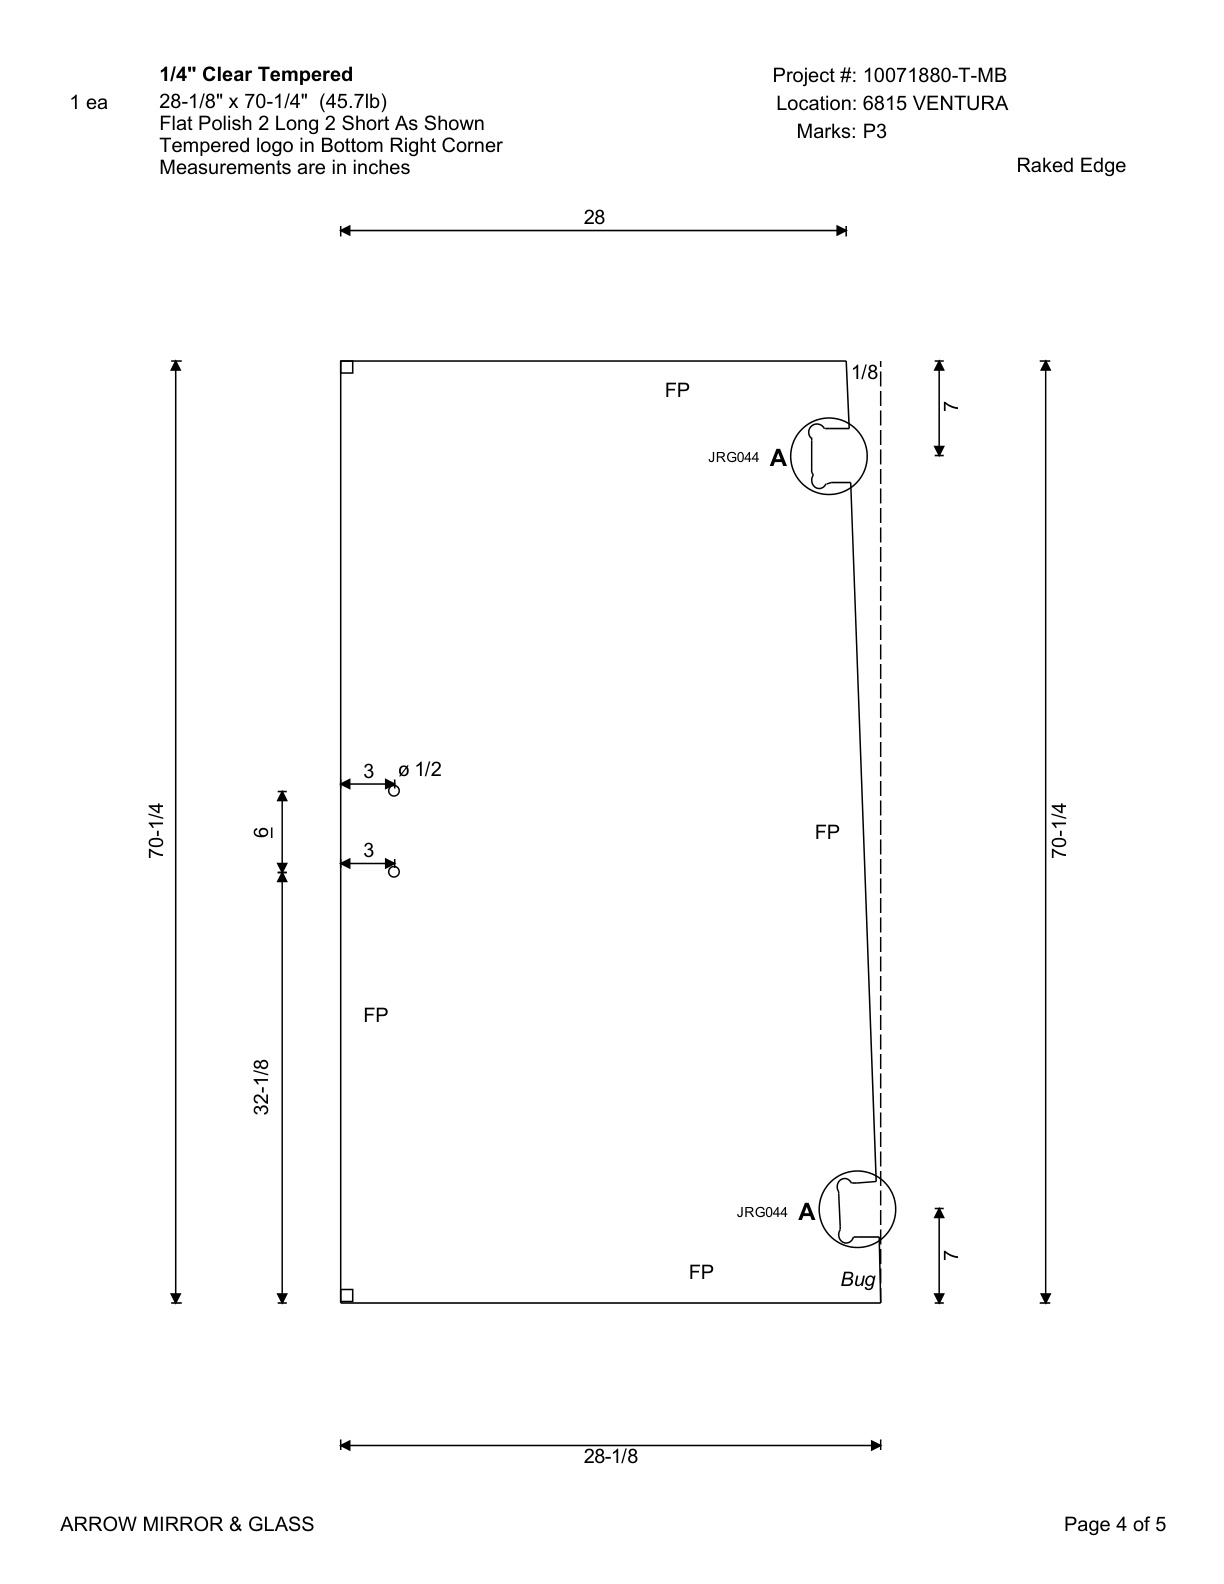 1/4" Clear Tempered
1 ea
28-1/8" x 70-1/4" (45.7lb)
Flat Polish 2 Long 2 Short As Shown
Tempered logo in Bottom Right Corner
Measurements are in inches
Project #: 10071880-T-MB
Location: 6815 VENTURA
Marks: P3
Raked Edge
28
1/8
FP
7
JRG044 A
3
ø 1/2
70-1/4
6
FP
70-1/4
3
FP
32-1/8
JRG044 A
7
FP
Bug
28-1/8
ARROW MIRROR & GLASS
Page 4 of 5